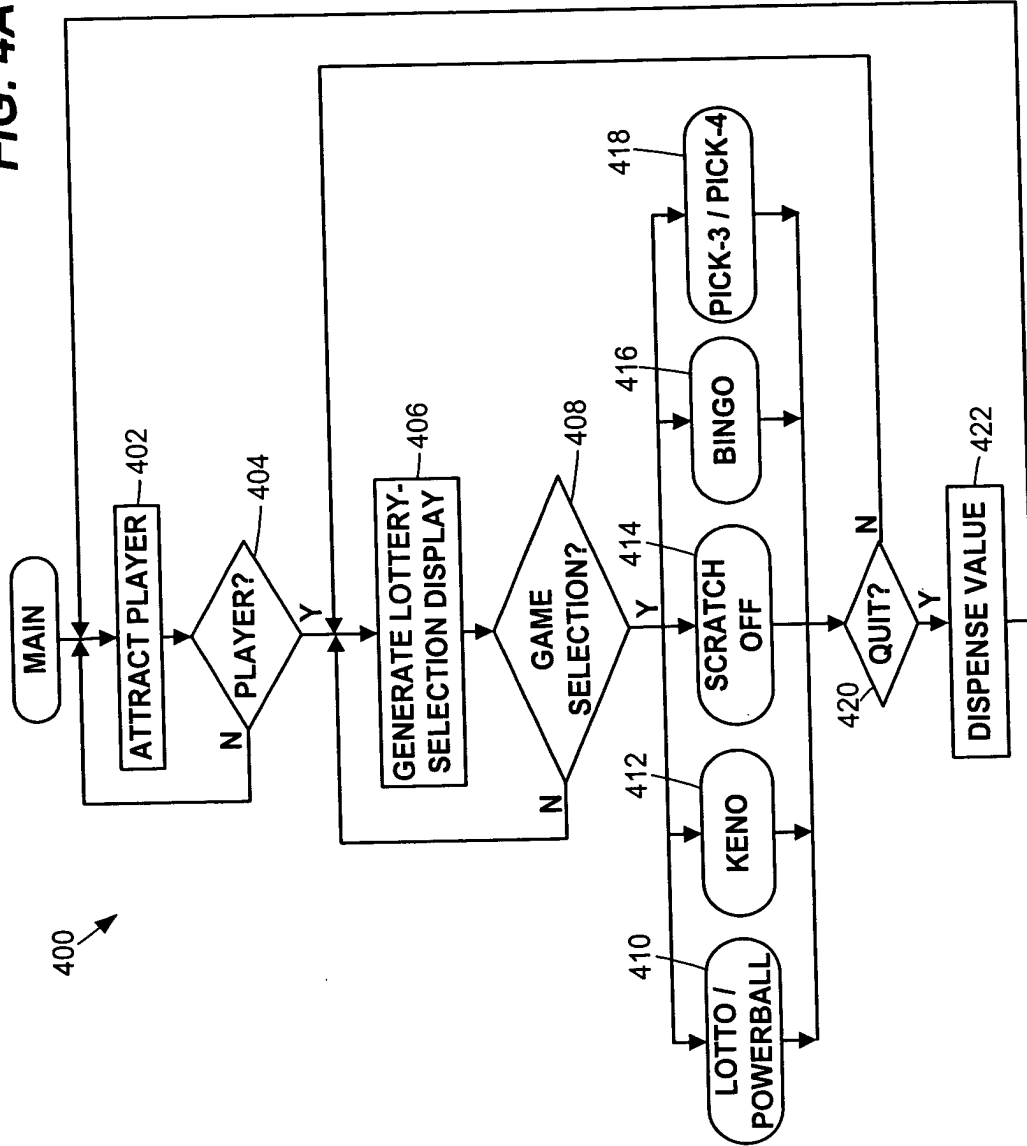 FIG. 4A
400
MAIN
ATTRACT PLAYER
402
PLAYER?
404
N
Y
GENERATE LOTTERY-
SELECTION DISPLAY
406
GAME
SELECTION?
408
N
Y
410
LOTTO /
POWERBALL
412
KENO
414
SCRATCH
OFF
416
BINGO
418
PICK-3 / PICK-4
QUIT?
420
N
Y
DISPENSE VALUE
422